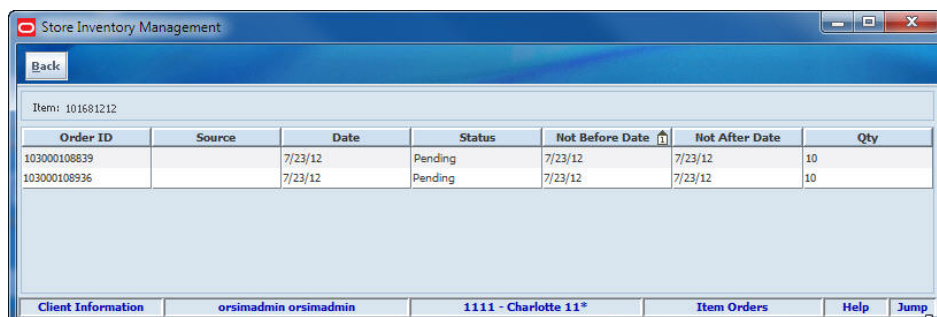 Store Inventory Management
Back
Item: 101681212
Order ID Source Date Status Not Before Date 1 Not After Date Qty
103000108839 7/23/12 Pending 7/23/12 7/23/12 10
103000108936 7/23/12 Pending 7/23/12 7/23/12 10
Client Information orsimadmin orsimadmin 1111 - Charlotte 11* Item Orders Help Jump